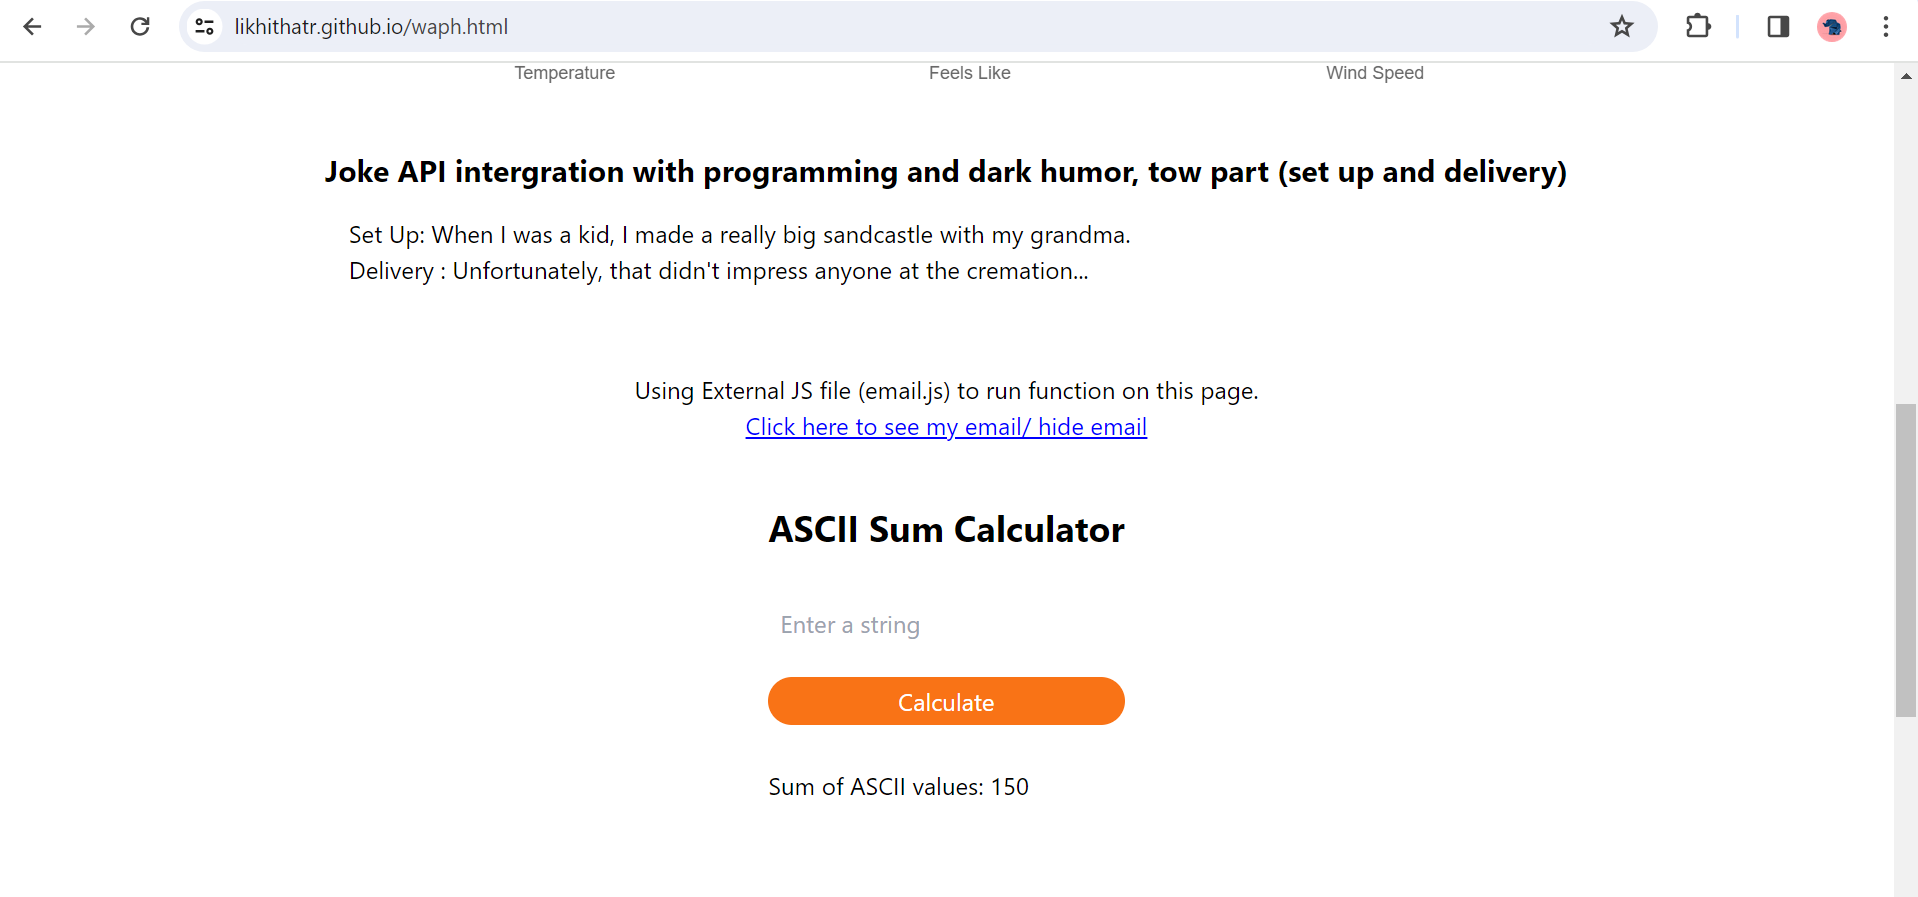 likhithatr.github.io/waph.html
Temperature Feels Like Wind Speed
Joke API intergration with programming and dark humor, tow part (set up and delivery)
Set Up: When I was a kid, I made a really big sandcastle with my grandma.
Delivery : Unfortunately, that didn't impress anyone at the cremation...
Using External JS file (email.js) to run function on this page.
Click here to see my email/ hide email
ASCII Sum Calculator
Enter a string
Calculate
Sum of ASCII values: 150